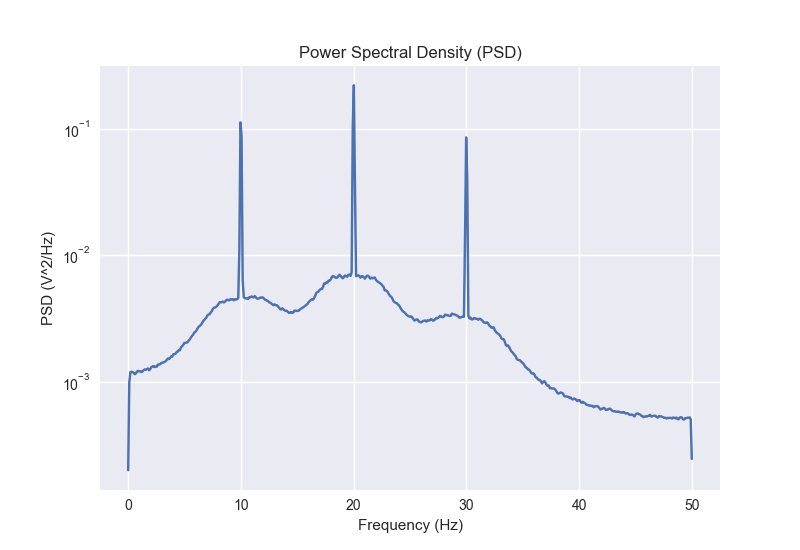 Power Spectral Density (PSD)
PSD (V^2/Hz)
10⁻¹
10⁻²
10⁻³
0 10 20 30 40 50
Frequency (Hz)